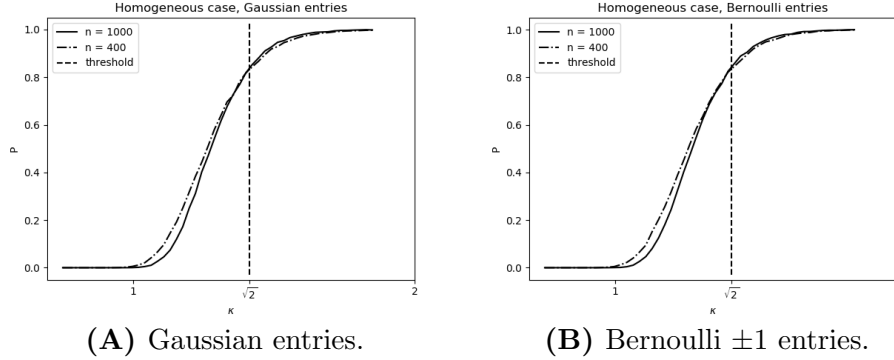 Homogeneous case, Gaussian entries
n = 1000
n = 400
threshold
P
1.0
0.8
0.6
0.4
0.2
0.0
1
√2
2
κ
(A) Gaussian entries.
Homogeneous case, Bernoulli entries
n = 1000
n = 400
threshold
P
1.0
0.8
0.6
0.4
0.2
0.0
1
√2
κ
(B) Bernoulli ±1 entries.